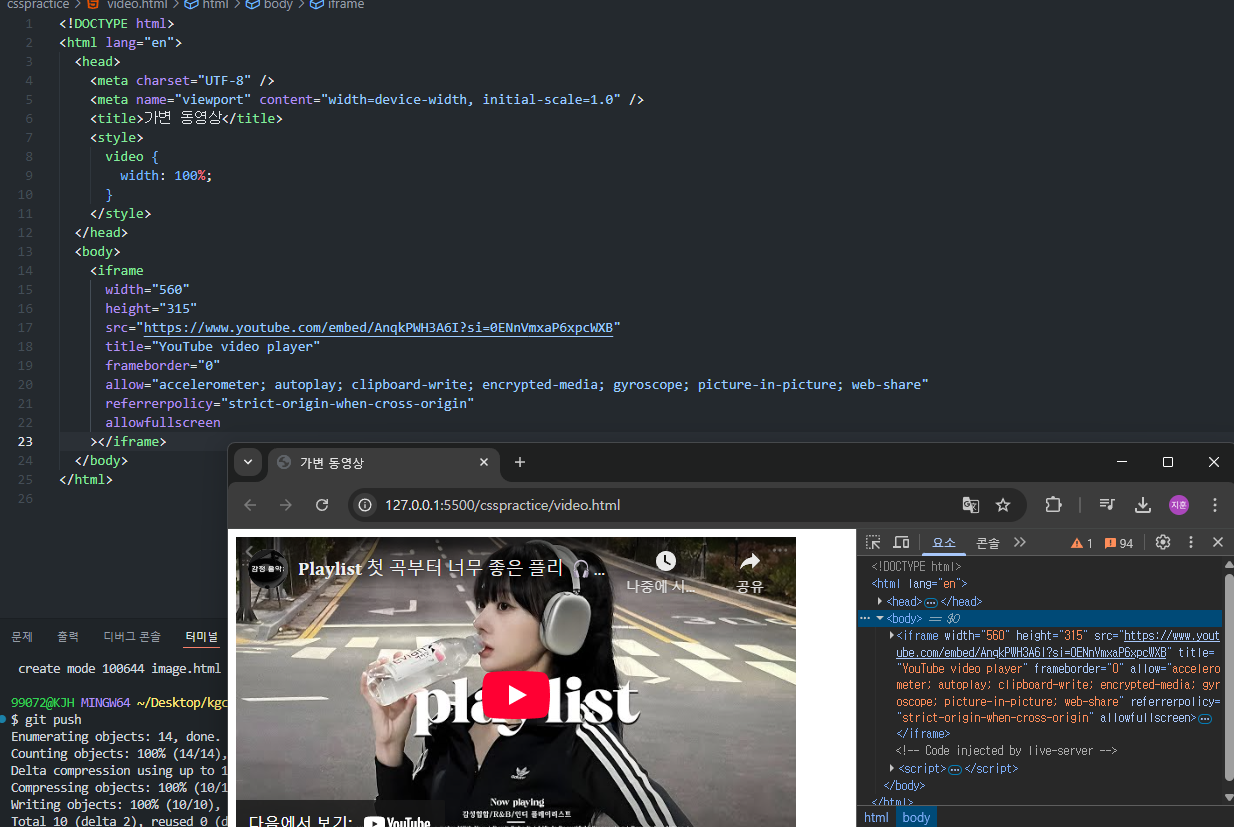 csspractice > video.html > html > body > iframe
1 <!DOCTYPE html>
2 <html lang="en">
3 <head>
4 <meta charset="UTF-8" />
5 <meta name="viewport" content="width=device-width, initial-scale=1.0" />
6 <title>가변 동영상</title>
7 <style>
8 video {
9 width: 100%;
10 }
11 </style>
12 </head>
13 <body>
14 <iframe
15 width="560"
16 height="315"
17 src="https://www.youtube.com/embed/AnqkPWH3A6I?si=0ENnVmxaP6xpcWXB"
18 title="YouTube video player"
19 frameborder="0"
20 allow="accelerometer; autoplay; clipboard-write; encrypted-media; gyroscope; picture-in-picture; web-share"
21 referrerpolicy="strict-origin-when-cross-origin"
22 allowfullscreen
23 ></iframe>
24 </body>
25 </html>
26
문제 출력 디버그 콘솔 터미널
create mode 100644 image.html
99072@KJH MINGW64 ~/Desktop/kgc
$ git push
Enumerating objects: 14, done.
Counting objects: 100% (14/14),
Delta compression using up to 1
Compressing objects: 100% (10/1
Writing objects: 100% (10/10),
Total 10 (delta 2), reused 0 (d
가변 동영상
127.0.0.1:5500/csspractice/video.html
지훈
감정 음악
Playlist 첫 곡부터 너무 좋은 플리 🎧 ...
나중에 시...
공유
playlist
adidas
Now playing
감성힙합/R&B/인디 플레이리스트
다음에서 보기: YouTube
요소 콘솔 1 94
<!DOCTYPE html>
<html lang="en">
<head> … </head>
<body> == $0
<iframe width="560" height="315" src="https://www.yout
ube.com/embed/AnqkPWH3A6I?si=0ENnVmxaP6xpcWXB" title=
"YouTube video player" frameborder="0" allow="accelero
meter; autoplay; clipboard-write; encrypted-media; gyr
oscope; picture-in-picture; web-share" referrerpolicy=
"strict-origin-when-cross-origin" allowfullscreen> …
</iframe>
<!-- Code injected by live-server -->
<script> … </script>
</body>
</html>
html body